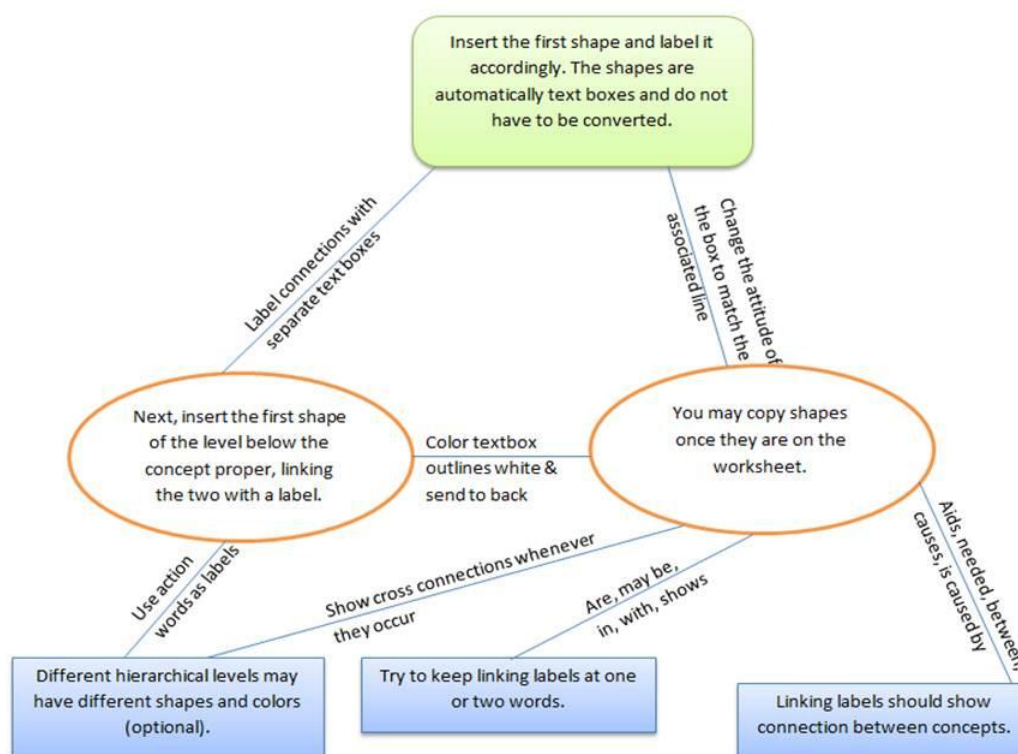 Insert the first shape and label it
accordingly. The shapes are
automatically text boxes and do not
have to be converted.
Label connections with
separate text boxes
Change the attitude of
the box to match the
associated line
Next, insert the first shape
of the level below the
concept proper, linking
the two with a label.
Color textbox
outlines white &
send to back
You may copy shapes
once they are on the
worksheet.
Use action
words as labels
Show cross connections whenever
they occur
Are, may be,
in, with, shows
Aids, needed, between,
causes, is caused by
Different hierarchical levels may
have different shapes and colors
(optional).
Try to keep linking labels at one
or two words.
Linking labels should show
connection between concepts.